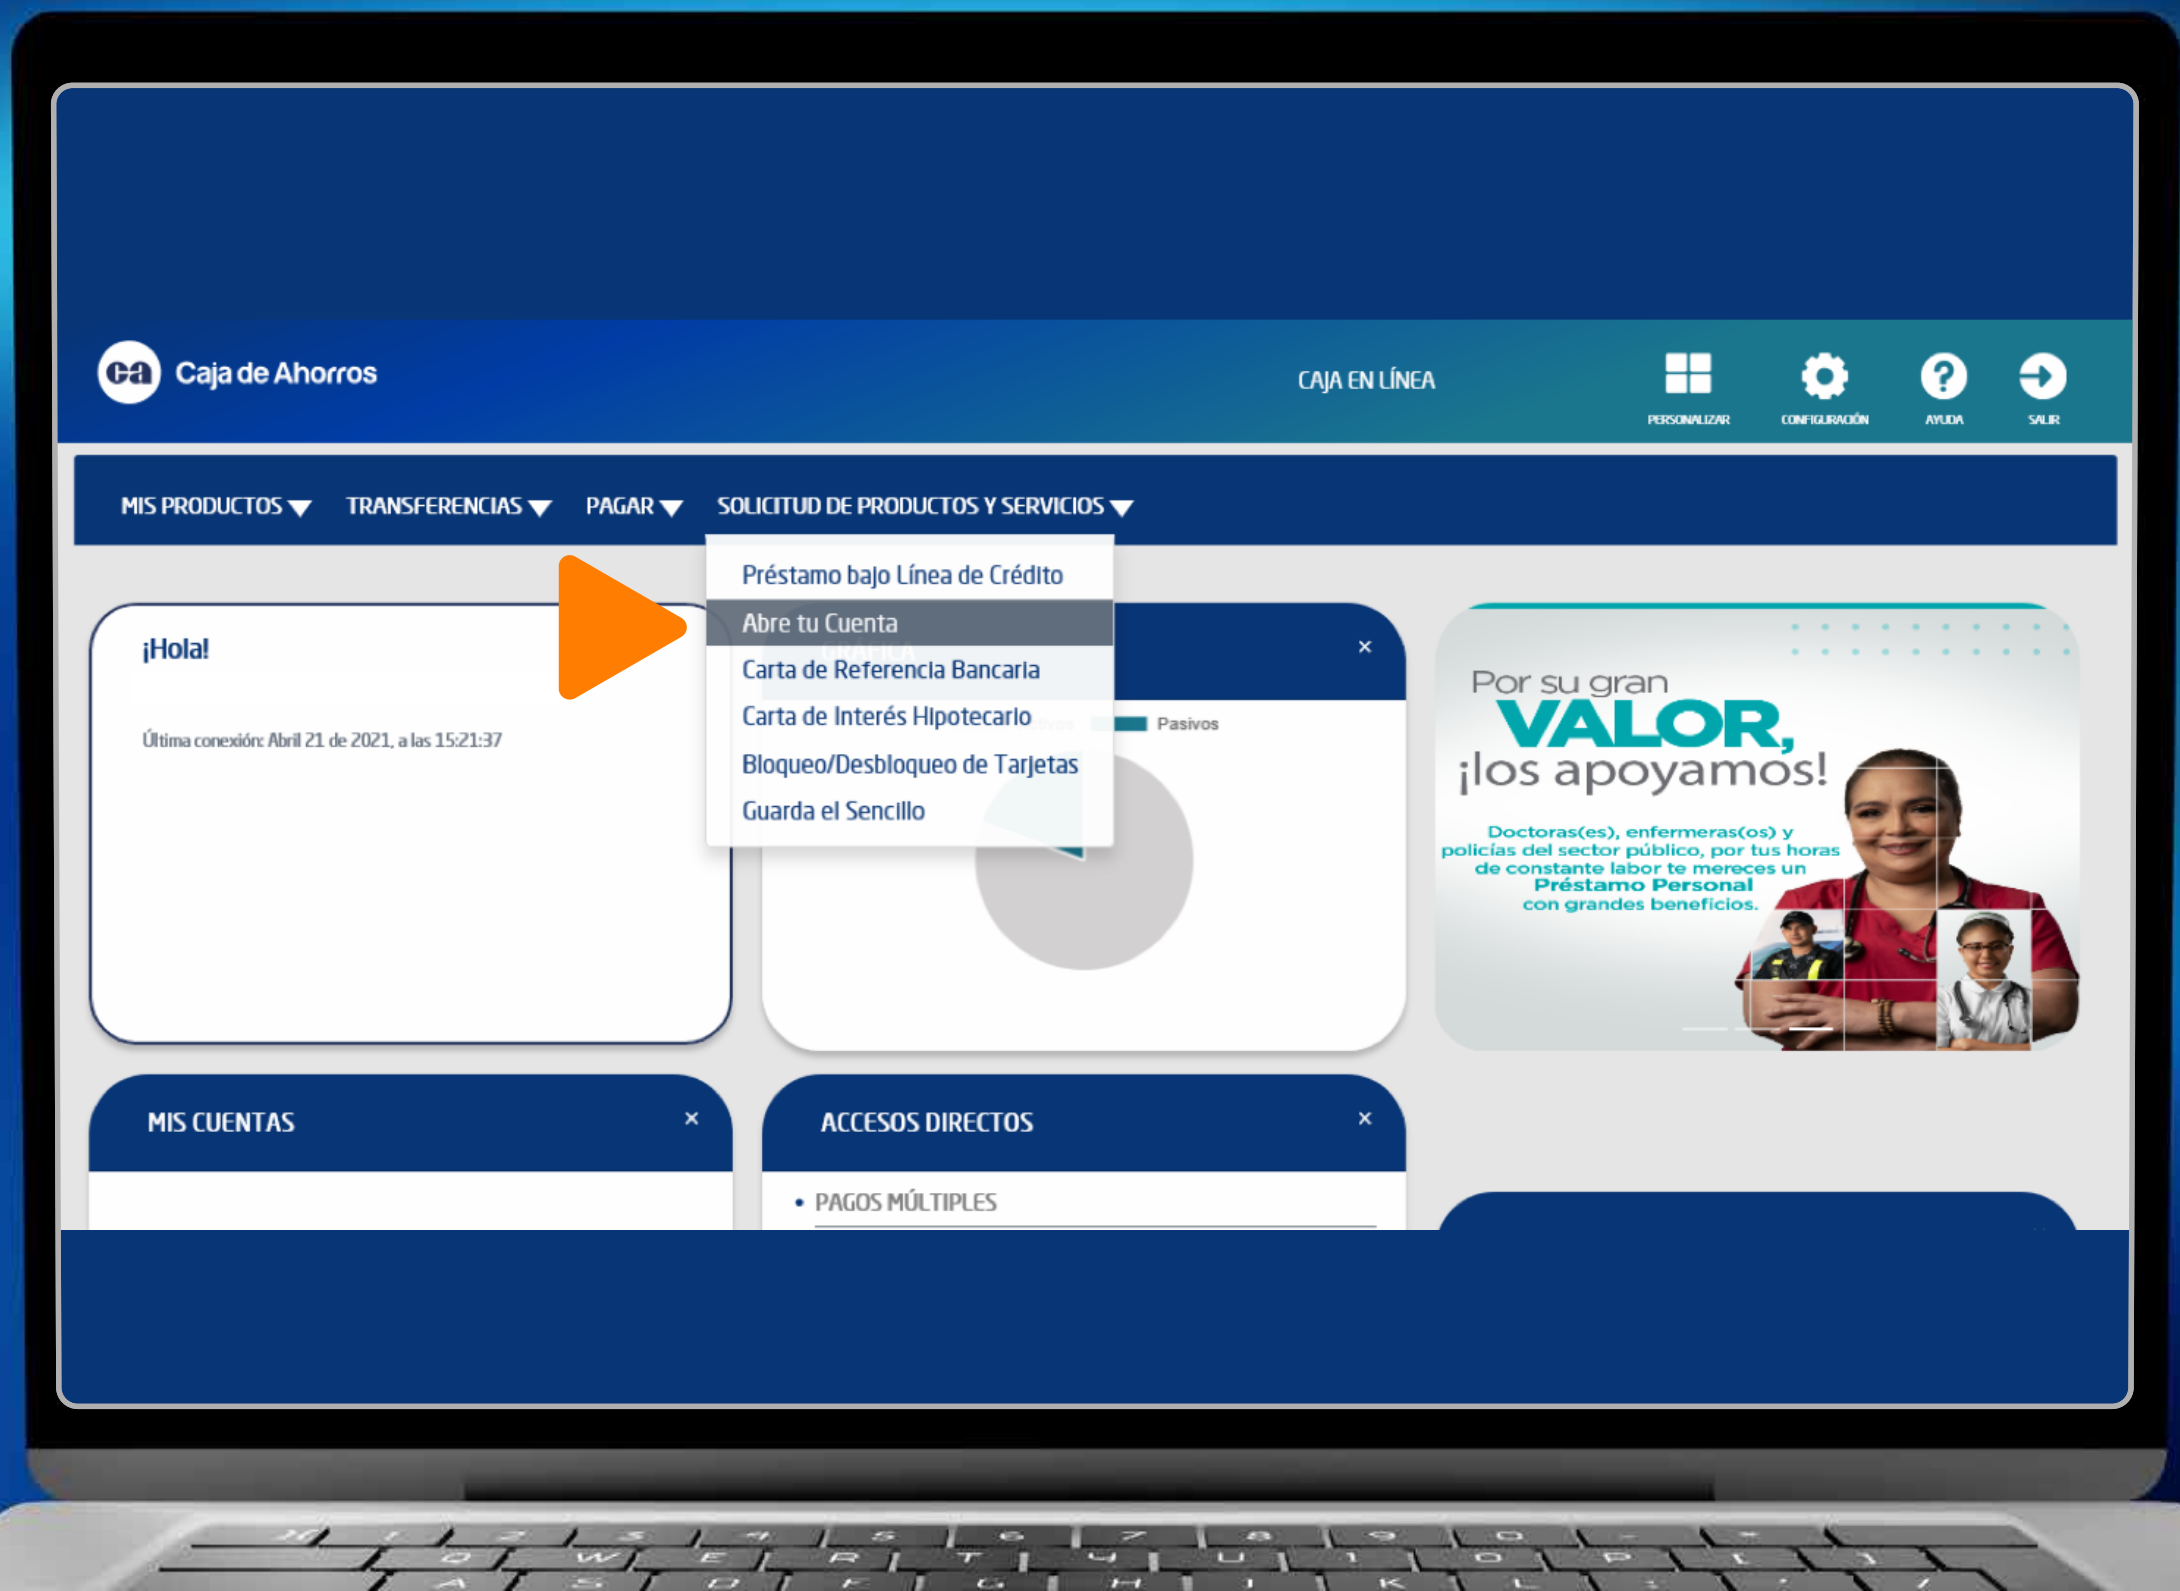 ca Caja de Ahorros
CAJA EN LÍNEA
PERSONALIZAR
CONFIGURACIÓN
AYUDA
SALIR
MIS PRODUCTOS
TRANSFERENCIAS
PAGAR
SOLICITUD DE PRODUCTOS Y SERVICIOS
Préstamo bajo Línea de Crédito
Abre tu Cuenta
Carta de Referencia Bancaria
Carta de Interés Hipotecario
Bloqueo/Desbloqueo de Tarjetas
Guarda el Sencillo
¡Hola!
Última conexión: Abril 21 de 2021, a las 15:21:37
GRÁFICA
Pasivos
Por su gran
VALOR,
¡los apoyamos!
Doctoras(es), enfermeras(os) y
policías del sector público, por tus horas
de constante labor te mereces un
Préstamo Personal
con grandes beneficios.
MIS CUENTAS
ACCESOS DIRECTOS
• PAGOS MÚLTIPLES